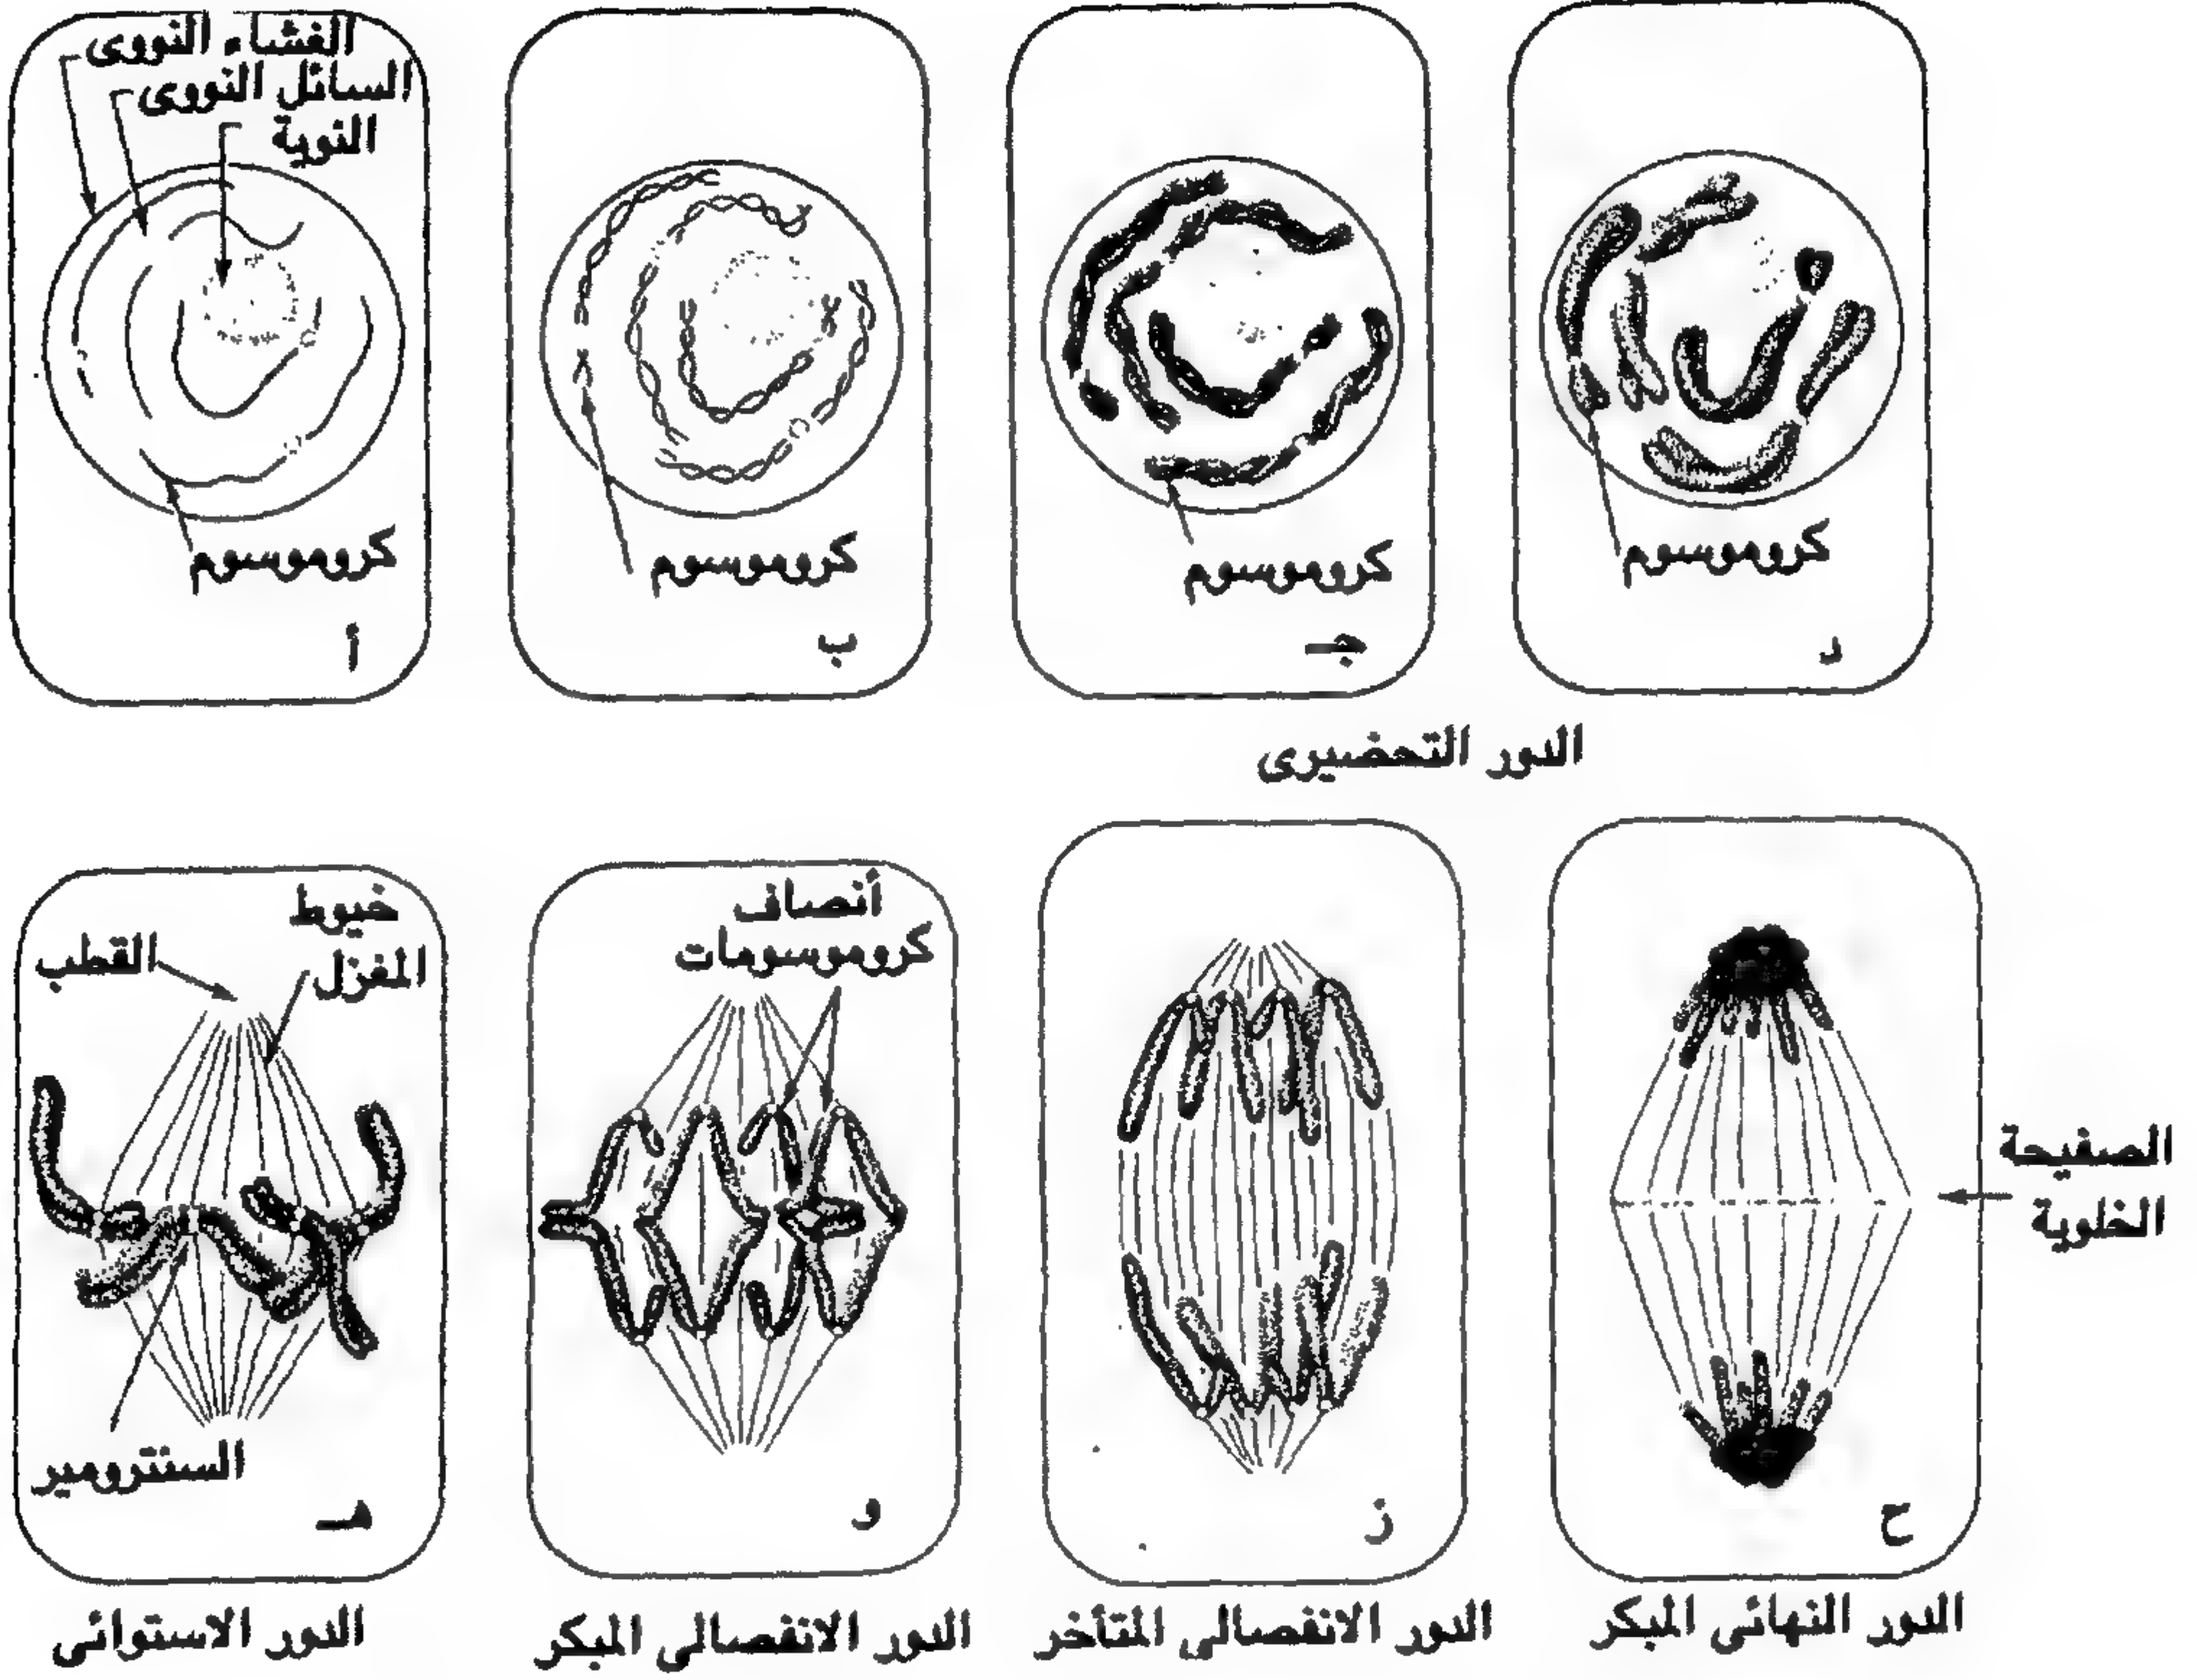 الغشاء النووى
السائل النووى
النوية
كروموسوم
أ
كروموسوم
ب
كروموسوم
جـ
كروموسوم
د
الدور التحضيرى
خيوط
المغزل
القطب
السنترومير
هـ
الدور الاستوائى
أنصاف
كروموسومات
و
الدور الانفصالى المبكر
ز
الدور الانفصالى المتأخر
الصفيحة
الخلوية
ح
الدور النهائى المبكر